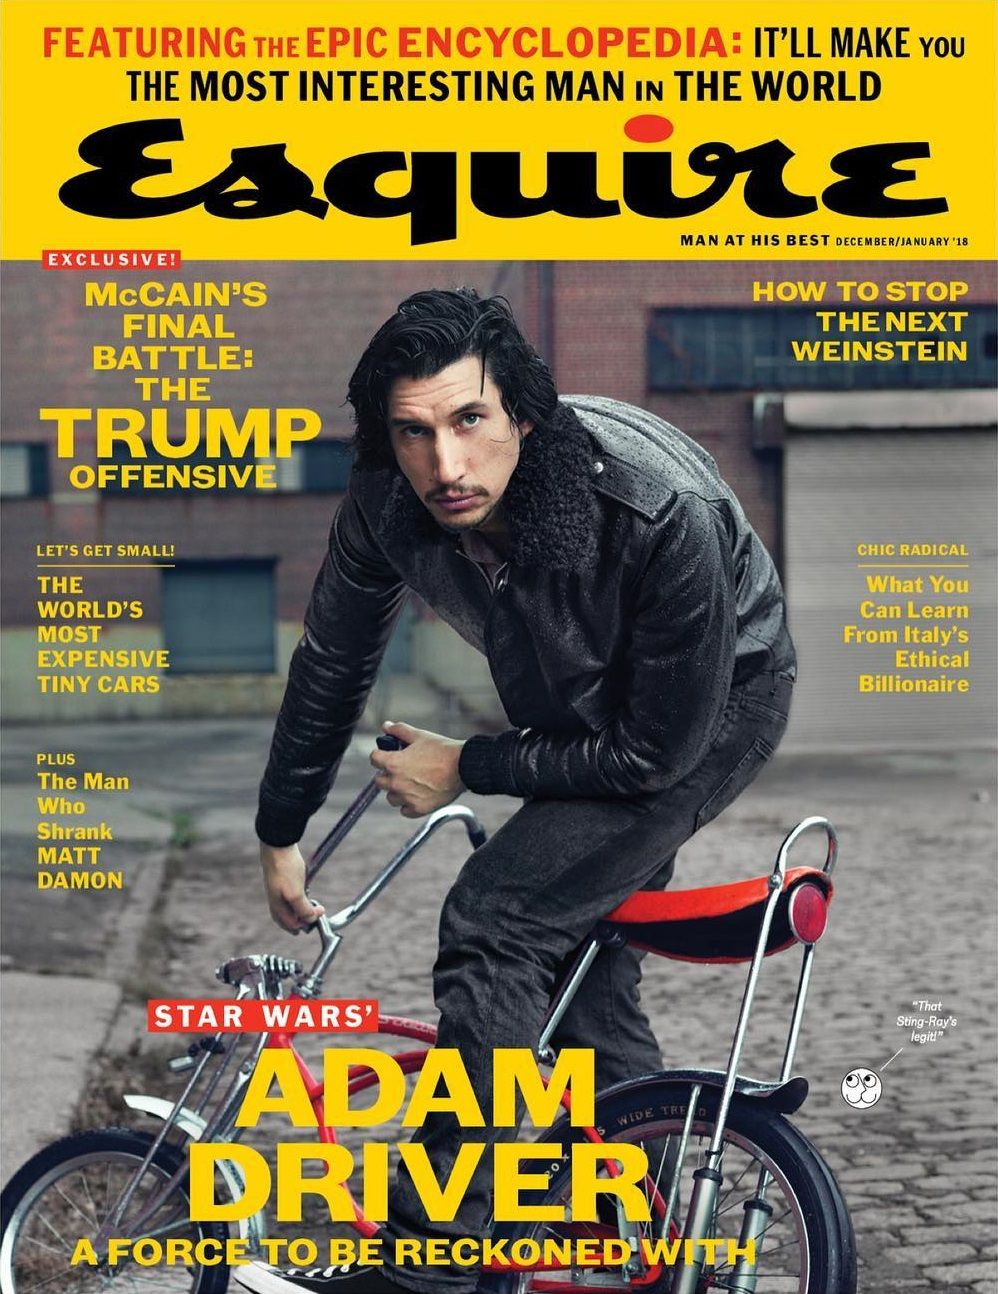 FEATURING THE EPIC ENCYCLOPEDIA: IT'LL MAKE YOU
THE MOST INTERESTING MAN IN THE WORLD
Esquire
MAN AT HIS BEST DECEMBER/JANUARY '18
EXCLUSIVE!
McCAIN'S
FINAL
BATTLE:
THE
TRUMP
OFFENSIVE
HOW TO STOP
THE NEXT
WEINSTEIN
LET'S GET SMALL!
THE
WORLD'S
MOST
EXPENSIVE
TINY CARS
CHIC RADICAL
What You
Can Learn
From Italy's
Ethical
Billionaire
PLUS
The Man
Who
Shrank
MATT
DAMON
"That
Sting-Ray's
legit!"
STAR WARS'
ADAM
DRIVER
A FORCE TO BE RECKONED WITH
WIDE TREAD